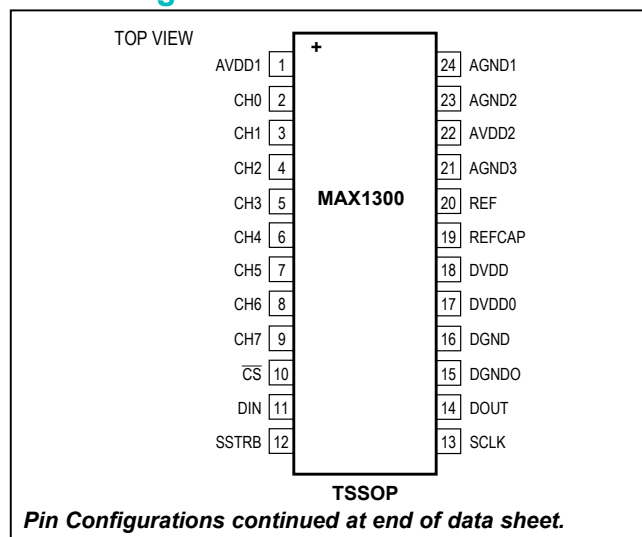 TOP VIEW
+
AVDD1 1 24 AGND1
CH0 2 23 AGND2
CH1 3 22 AVDD2
CH2 4 21 AGND3
CH3 5 MAX1300 20 REF
CH4 6 19 REFCAP
CH5 7 18 DVDD
CH6 8 17 DVDD0
CH7 9 16 DGND
C̅S̅ 10 15 DGNDO
DIN 11 14 DOUT
SSTRB 12 13 SCLK
TSSOP
Pin Configurations continued at end of data sheet.